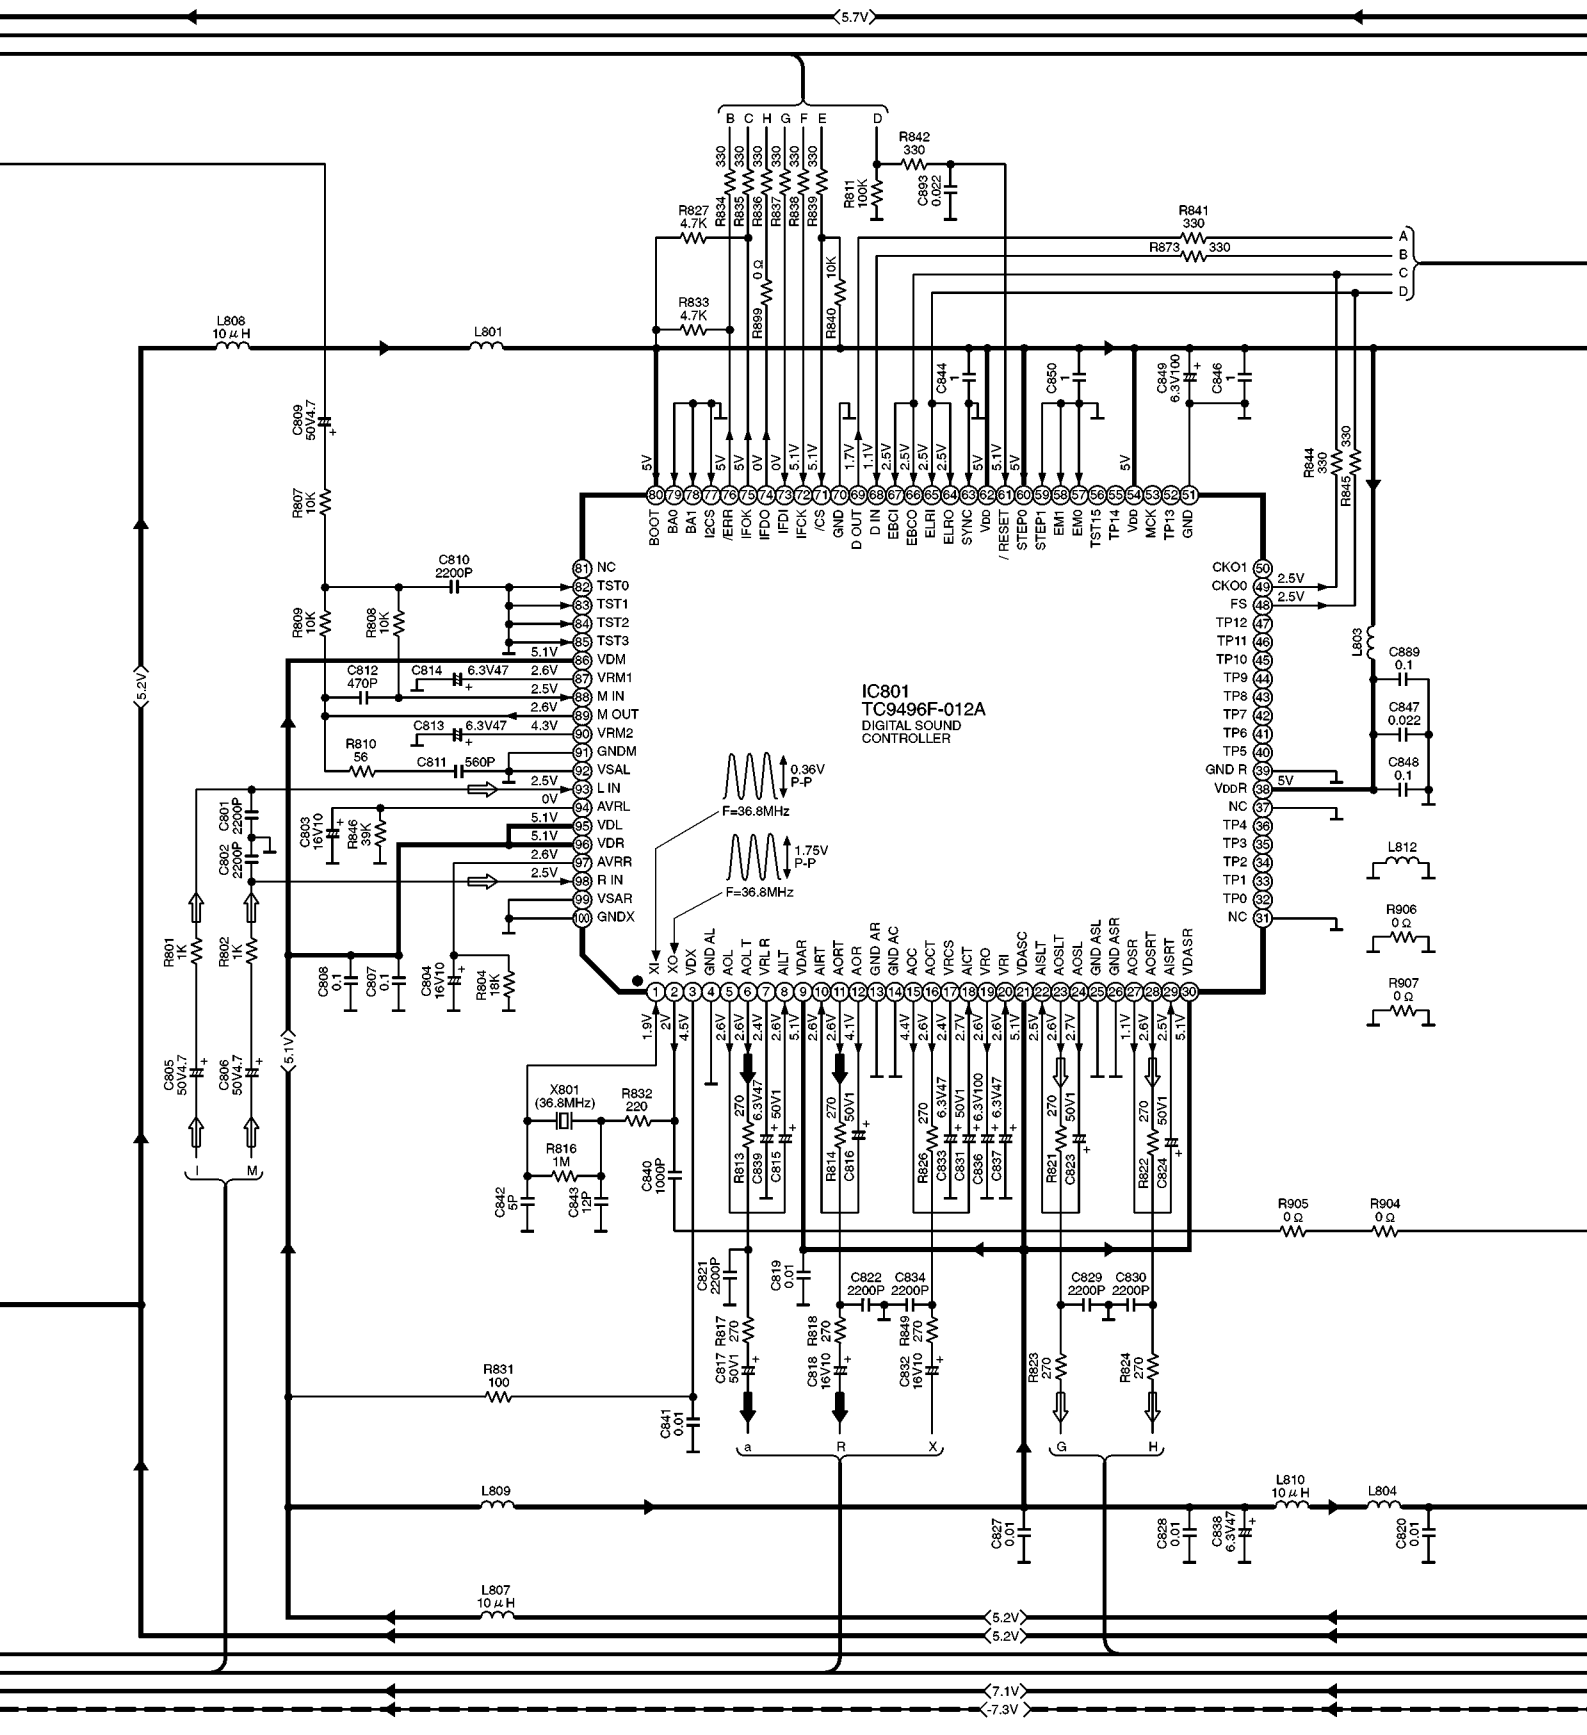 5.7V
B C H G F E D
R842
330
330 330 330 330 330 330
R834 R835 R836 R837 R838 R839
R811
100K
C893
0.022
R827
4.7K
R841
330
R873 330
A
B
C
D
0 Ω
R899
10K
R840
R833
4.7K
L808
10 μ H
L801
C844
1
C850
1
C849
6.3V100
C846
1
C809
50V4.7
+
R844
330
330
R845
5V 5V 5V 0V 0V 5.1V 5.1V 1.7V 1.1V 2.5V 2.5V 2.5V 2.5V 5V 5.1V 5V 5V
80 79 78 77 76 75 74 73 72 71 70 69 68 67 66 65 64 63 62 61 60 59 58 57 56 55 54 53 52 51
BOOT BA0 BA1 I2CS /ERR IFOK IFDO IFDI IFCK /CS GND D OUT D IN EBCI EBCO ELRI ELRO SYNC VDD / RESET STEP0 STEP1 EM1 EM0 TST15 TP14 VDD MCK TP13 GND
R807
10K
C810
2200P
R809
10K
R808
10K
81 NC
82 TST0
83 TST1
84 TST2
85 TST3
5.1V 86 VDM
C812
470P
C814 6.3V47 + 2.6V 87 VRM1
2.5V 88 M IN
2.6V 89 M OUT
C813 6.3V47 + 4.3V 90 VRM2
91 GNDM
R810
56
C811 560P
92 VSAL
2.5V 93 L IN
0V 94 AVRL
5.1V 95 VDL
5.1V 96 VDR
2.6V 97 AVRR
2.5V 98 R IN
99 VSAR
100 GNDX
CKO1 50
CKO0 49 2.5V
FS 48 2.5V
TP12 47
TP11 46
TP10 45
TP9 44
TP8 43
TP7 42
TP6 41
TP5 40
GND R 39
VDDR 38 5V
NC 37
TP4 36
TP3 35
TP2 34
TP1 33
TP0 32
NC 31
5.2V
IC801
TC9496F-012A
DIGITAL SOUND
CONTROLLER
0.36V
P-P
F=36.8MHz
1.75V
P-P
F=36.8MHz
L803
C889
0.1
C847
0.022
C848
0.1
L812
R906
0 Ω
R907
0 Ω
C801
2200P
C802
2200P
C803
16V10
+
R846
39K
R801
1K
R802
1K
C808
0.1
C807
0.1
C804
16V10
+
R804
18K
XI XO VDX GND AL AOL AOL T VRL R AILT VDAR AIRT AORT AOR GND AR GND AC AOC AOCT VRCS AICT VRO VRI VDASC AISLT AOSLT AOSL GND ASL GND ASR AOSR AOSRT AISRT VDASR
1 2 3 4 5 6 7 8 9 10 11 12 13 14 15 16 17 18 19 20 21 22 23 24 25 26 27 28 29 30
1.9V 2V 4.5V 2.6V 2.6V 2.4V 2.6V 5.1V 2.6V 2.6V 4.1V 4.4V 2.6V 2.4V 2.7V 2.6V 2.6V 5.1V 2.5V 2.6V 2.7V 1.1V 2.6V 2.5V 5.1V
5.1V
C805
50V4.7
+
C806
50V4.7
+
I M
X801
(36.8MHz)
R832
220
R816
1M
C842
5P
C843
12P
C840
1000P
270
R813
6.3V47
C839
+
50V1
C815
+
270
R814
50V1
C816
+
270
R826
6.3V47
C833
+
50V1
C831
+
6.3V100
C836
+
6.3V47
C837
+
270
R821
50V1
C823
+
270
R822
50V1
C824
+
R905
0 Ω
R904
0 Ω
C821
2200P
C819
0.01
C822
2200P
C834
2200P
C829
2200P
C830
2200P
R817
270
R818
270
R849
270
C817
50V1
+
C818
16V10
+
C832
16V10
+
R823
270
R824
270
R831
100
C841
0.01
a R X G H
L809
L810
10 μ H
L804
C827
0.01
C828
0.01
C838
6.3V47
+
C820
0.01
L807
10 μ H
5.2V
5.2V
7.1V
-7.3V